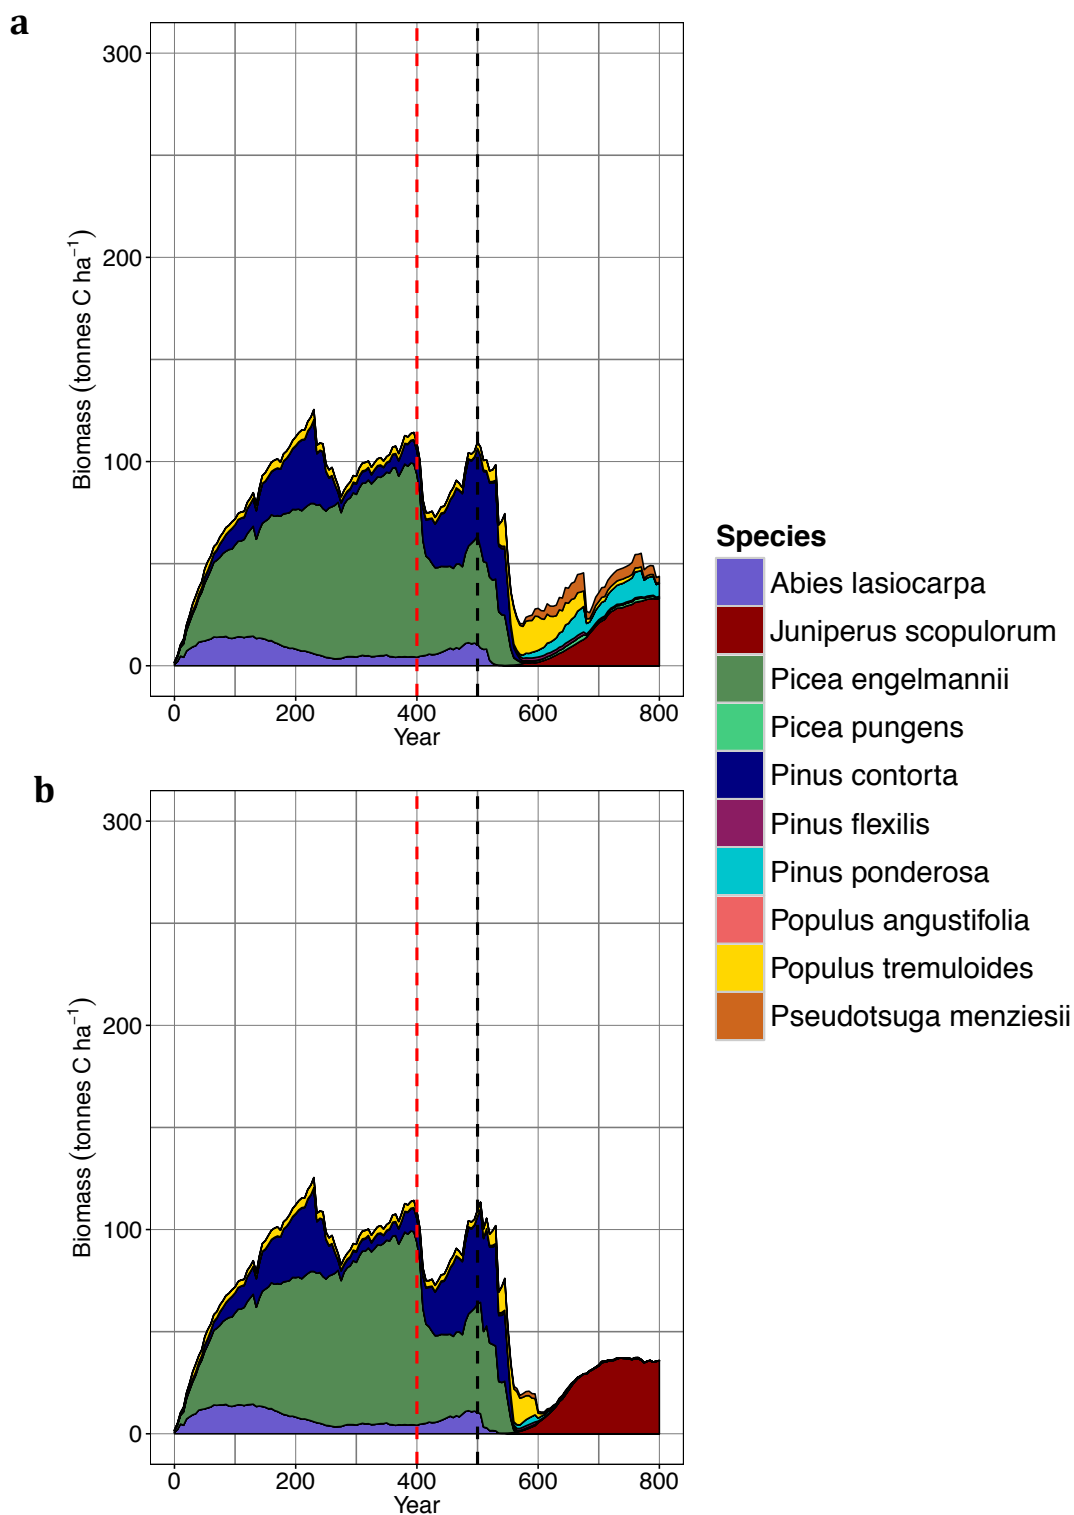 a
300
200
100
0
Biomass (tonnes C ha⁻¹)
0 200 400 600 800
Year
Species
Abies lasiocarpa
Juniperus scopulorum
Picea engelmannii
Picea pungens
Pinus contorta
Pinus flexilis
Pinus ponderosa
Populus angustifolia
Populus tremuloides
Pseudotsuga menziesii
b
300
200
100
0
Biomass (tonnes C ha⁻¹)
0 200 400 600 800
Year